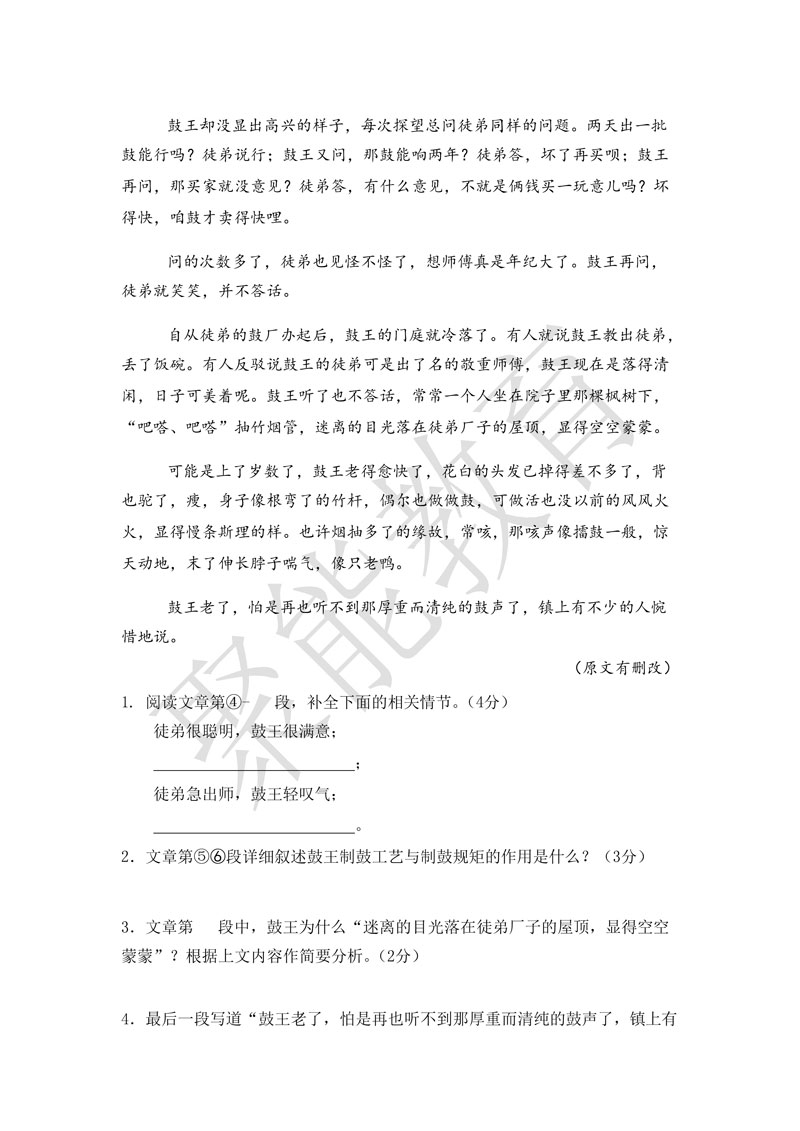 鼓王却没显出高兴的样子，每次探望总问徒弟同样的问题。两天出一批
鼓能行吗？徒弟说行；鼓王又问，那鼓能响两年？徒弟答，坏了再买呗；鼓王
再问，那买家就没意见？徒弟答，有什么意见，不就是俩钱买一玩意儿吗？坏
得快，咱鼓才卖得快哩。
问的次数多了，徒弟也见怪不怪了，想师傅真是年纪大了。鼓王再问，
徒弟就笑笑，并不答话。
自从徒弟的鼓厂办起后，鼓王的门庭就冷落了。有人就说鼓王教出徒弟，
丢了饭碗。有人反驳说鼓王的徒弟可是出了名的敬重师傅，鼓王现在是落得清
闲，日子可美着呢。鼓王听了也不答话，常常一个人坐在院子里那棵枫树下，
“吧嗒、吧嗒”抽竹烟管，迷离的目光落在徒弟厂子的屋顶，显得空空蒙蒙。
可能是上了岁数了，鼓王老得愈快了，花白的头发已掉得差不多了，背
也驼了，瘦，身子像根弯了的竹杆，偶尔也做做鼓，可做活也没以前的风风火
火，显得慢条斯理的样。也许烟抽多了的缘故，常咳，那咳声像擂鼓一般，惊
天动地，末了伸长脖子喘气，像只老鸭。
鼓王老了，怕是再也听不到那厚重而清纯的鼓声了，镇上有不少的人惋
惜地说。
（原文有删改）
1. 阅读文章第④- 段，补全下面的相关情节。（4分）
徒弟很聪明，鼓王很满意；
________________________；
徒弟急出师，鼓王轻叹气；
________________________。
2．文章第⑤⑥段详细叙述鼓王制鼓工艺与制鼓规矩的作用是什么？（3分）
3．文章第 段中，鼓王为什么“迷离的目光落在徒弟厂子的屋顶，显得空空
蒙蒙”？根据上文内容作简要分析。（2分）
4．最后一段写道“鼓王老了，怕是再也听不到那厚重而清纯的鼓声了，镇上有
聚能教育